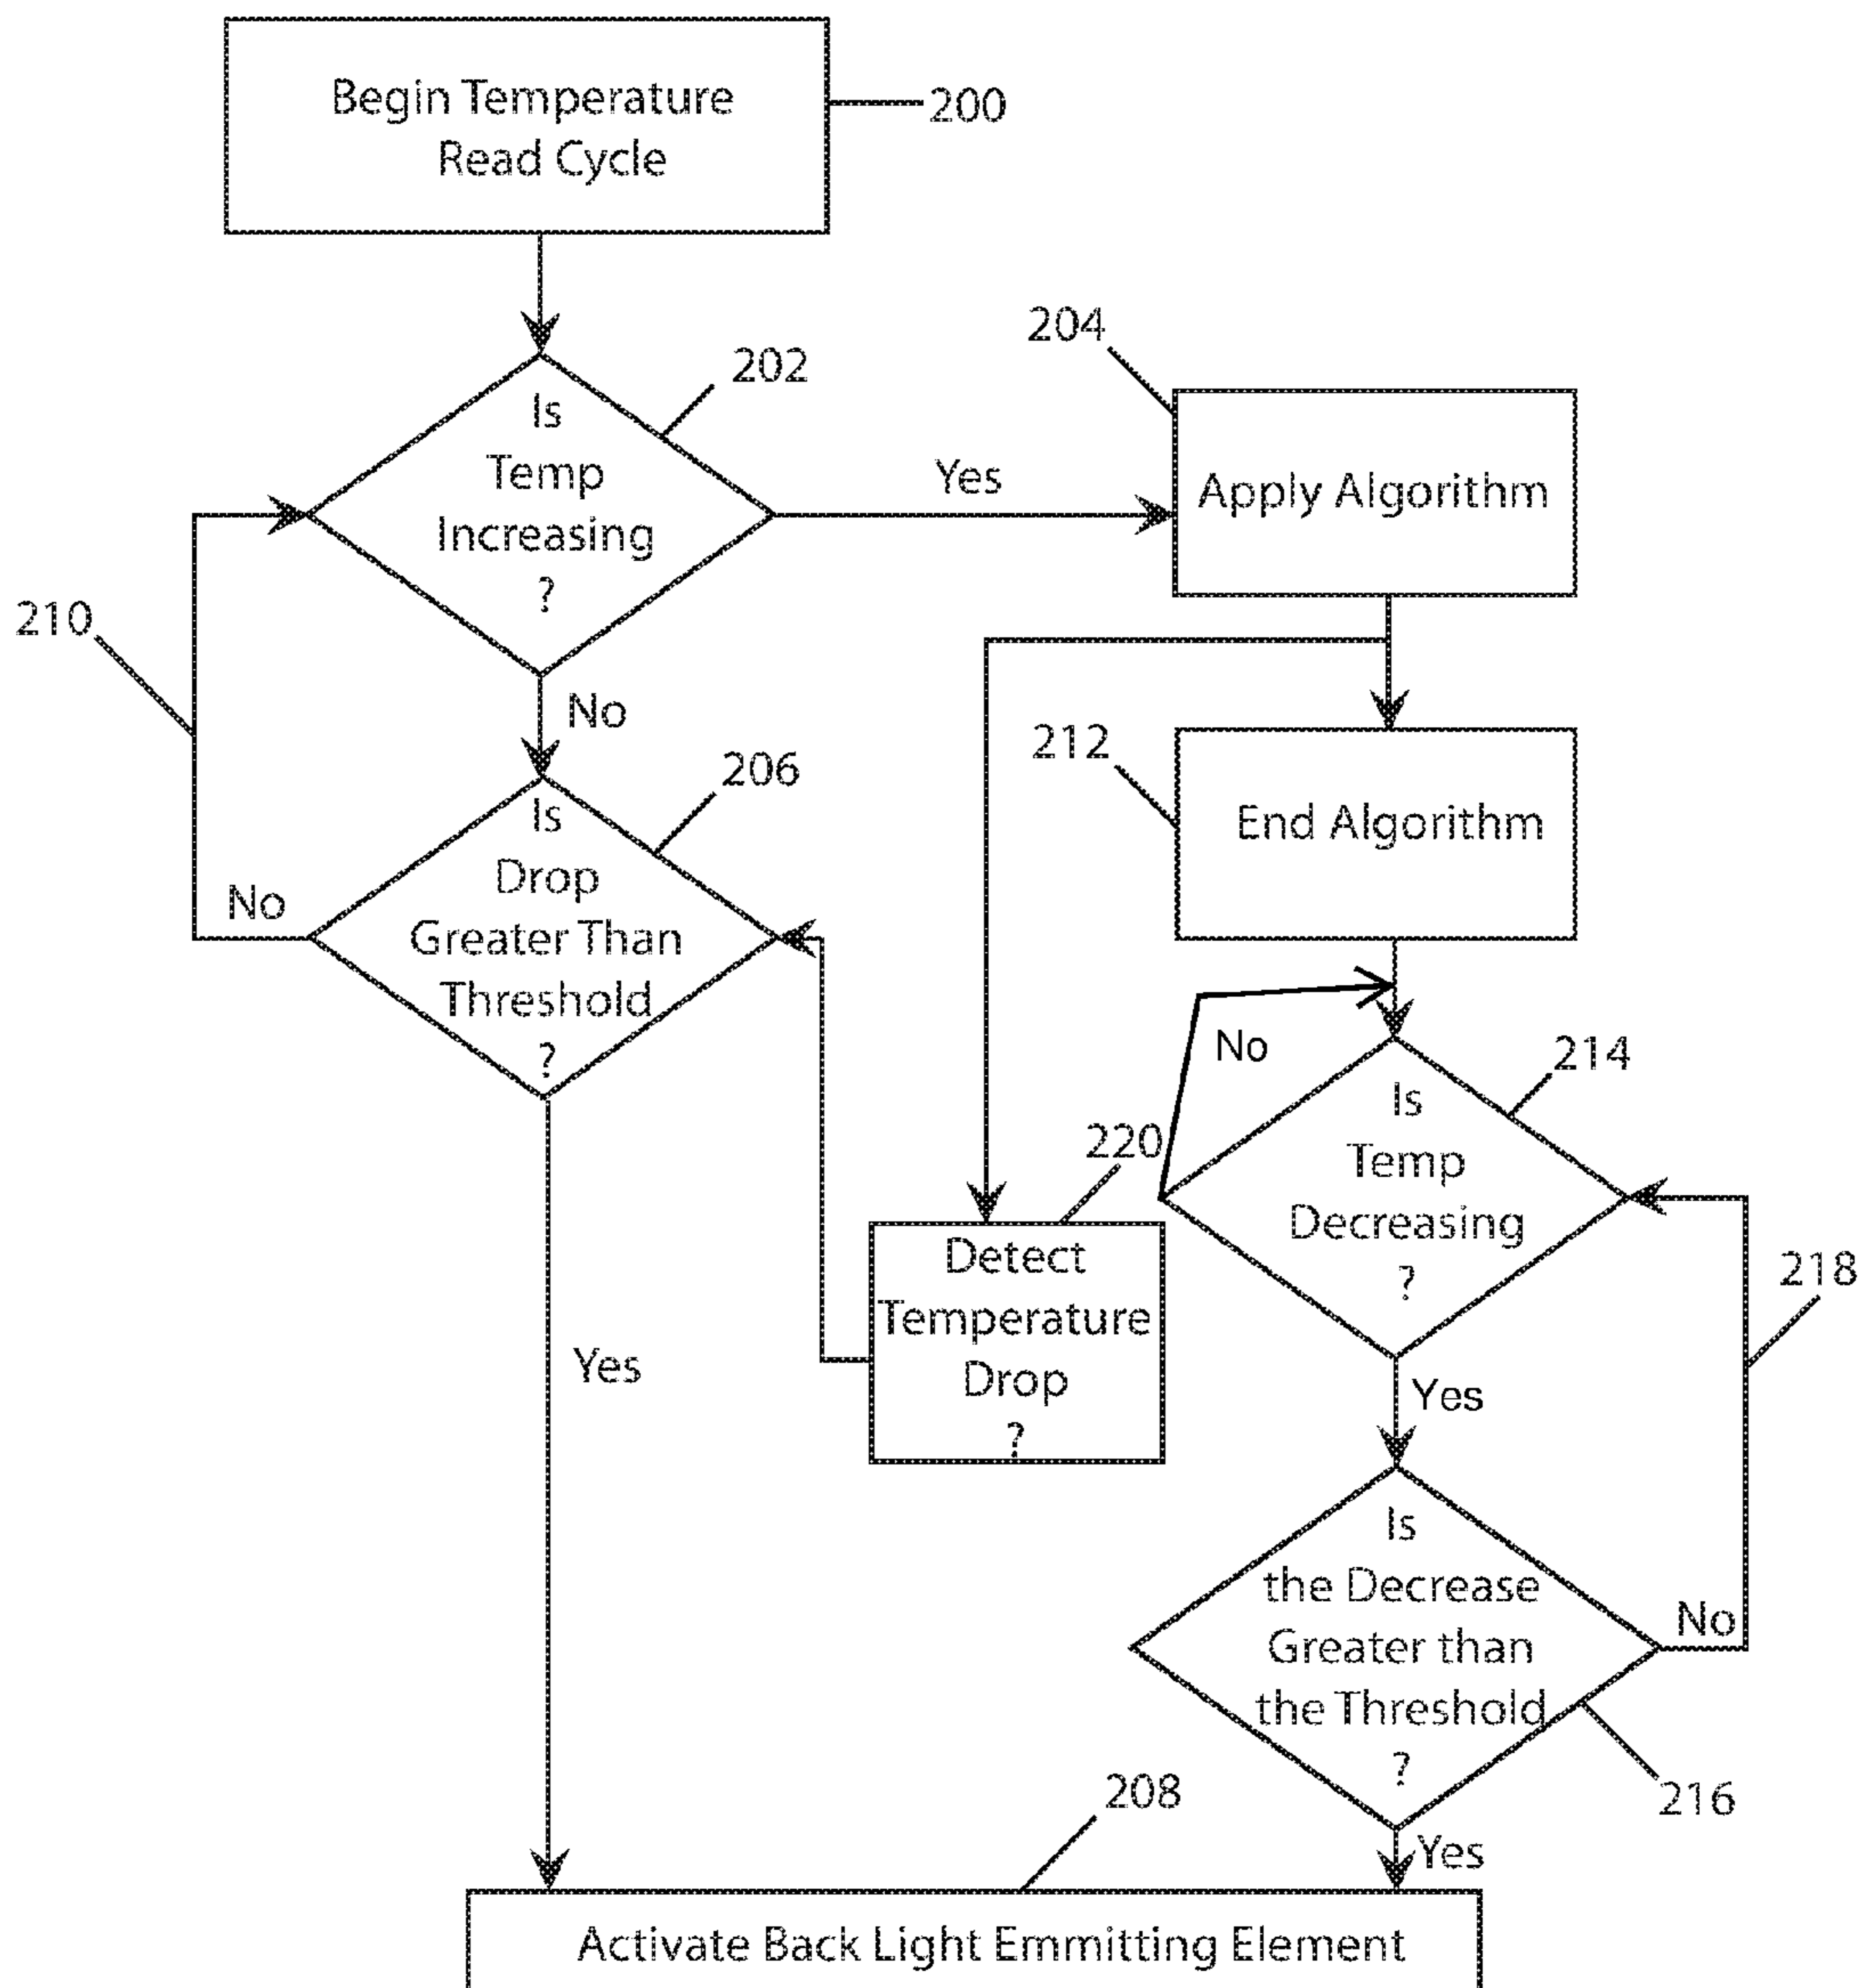 Begin Temperature
Read Cycle
200
202
Is
Temp
Increasing
?
Yes
204
Apply Algorithm
210
No
206
Is
Drop
Greater Than
Threshold
?
No
Yes
212
End Algorithm
No
214
Is
Temp
Decreasing
?
220
Detect
Temperature
Drop
?
218
Yes
Is
the Decrease
Greater than
the Threshold
?
No
216
Yes
208
Activate Back Light Emmitting Element